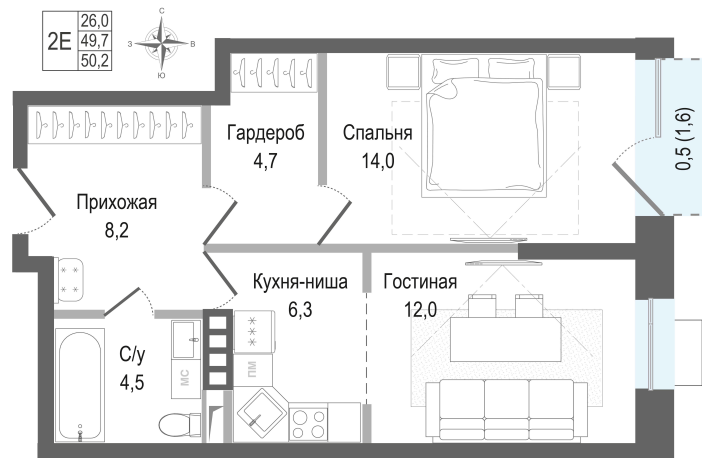 2Е
26,0
49,7
50,2
С
З
В
Ю
Гардероб
4,7
Спальня
14,0
0,5 (1,6)
Прихожая
8,2
Кухня-ниша
6,3
Гостиная
12,0
С/у
4,5
МС
ПМ